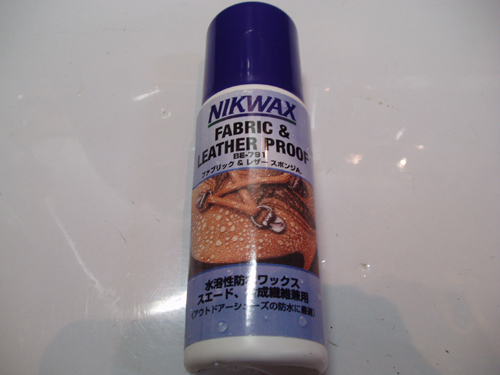 NIKWAX
FABRIC &
LEATHER PROOF
BE-791
ファブリック & レザー スポンジA.
水溶性防水ワックス
スエード、合成繊維兼用
(アウトドアーシューズの防水に最適)